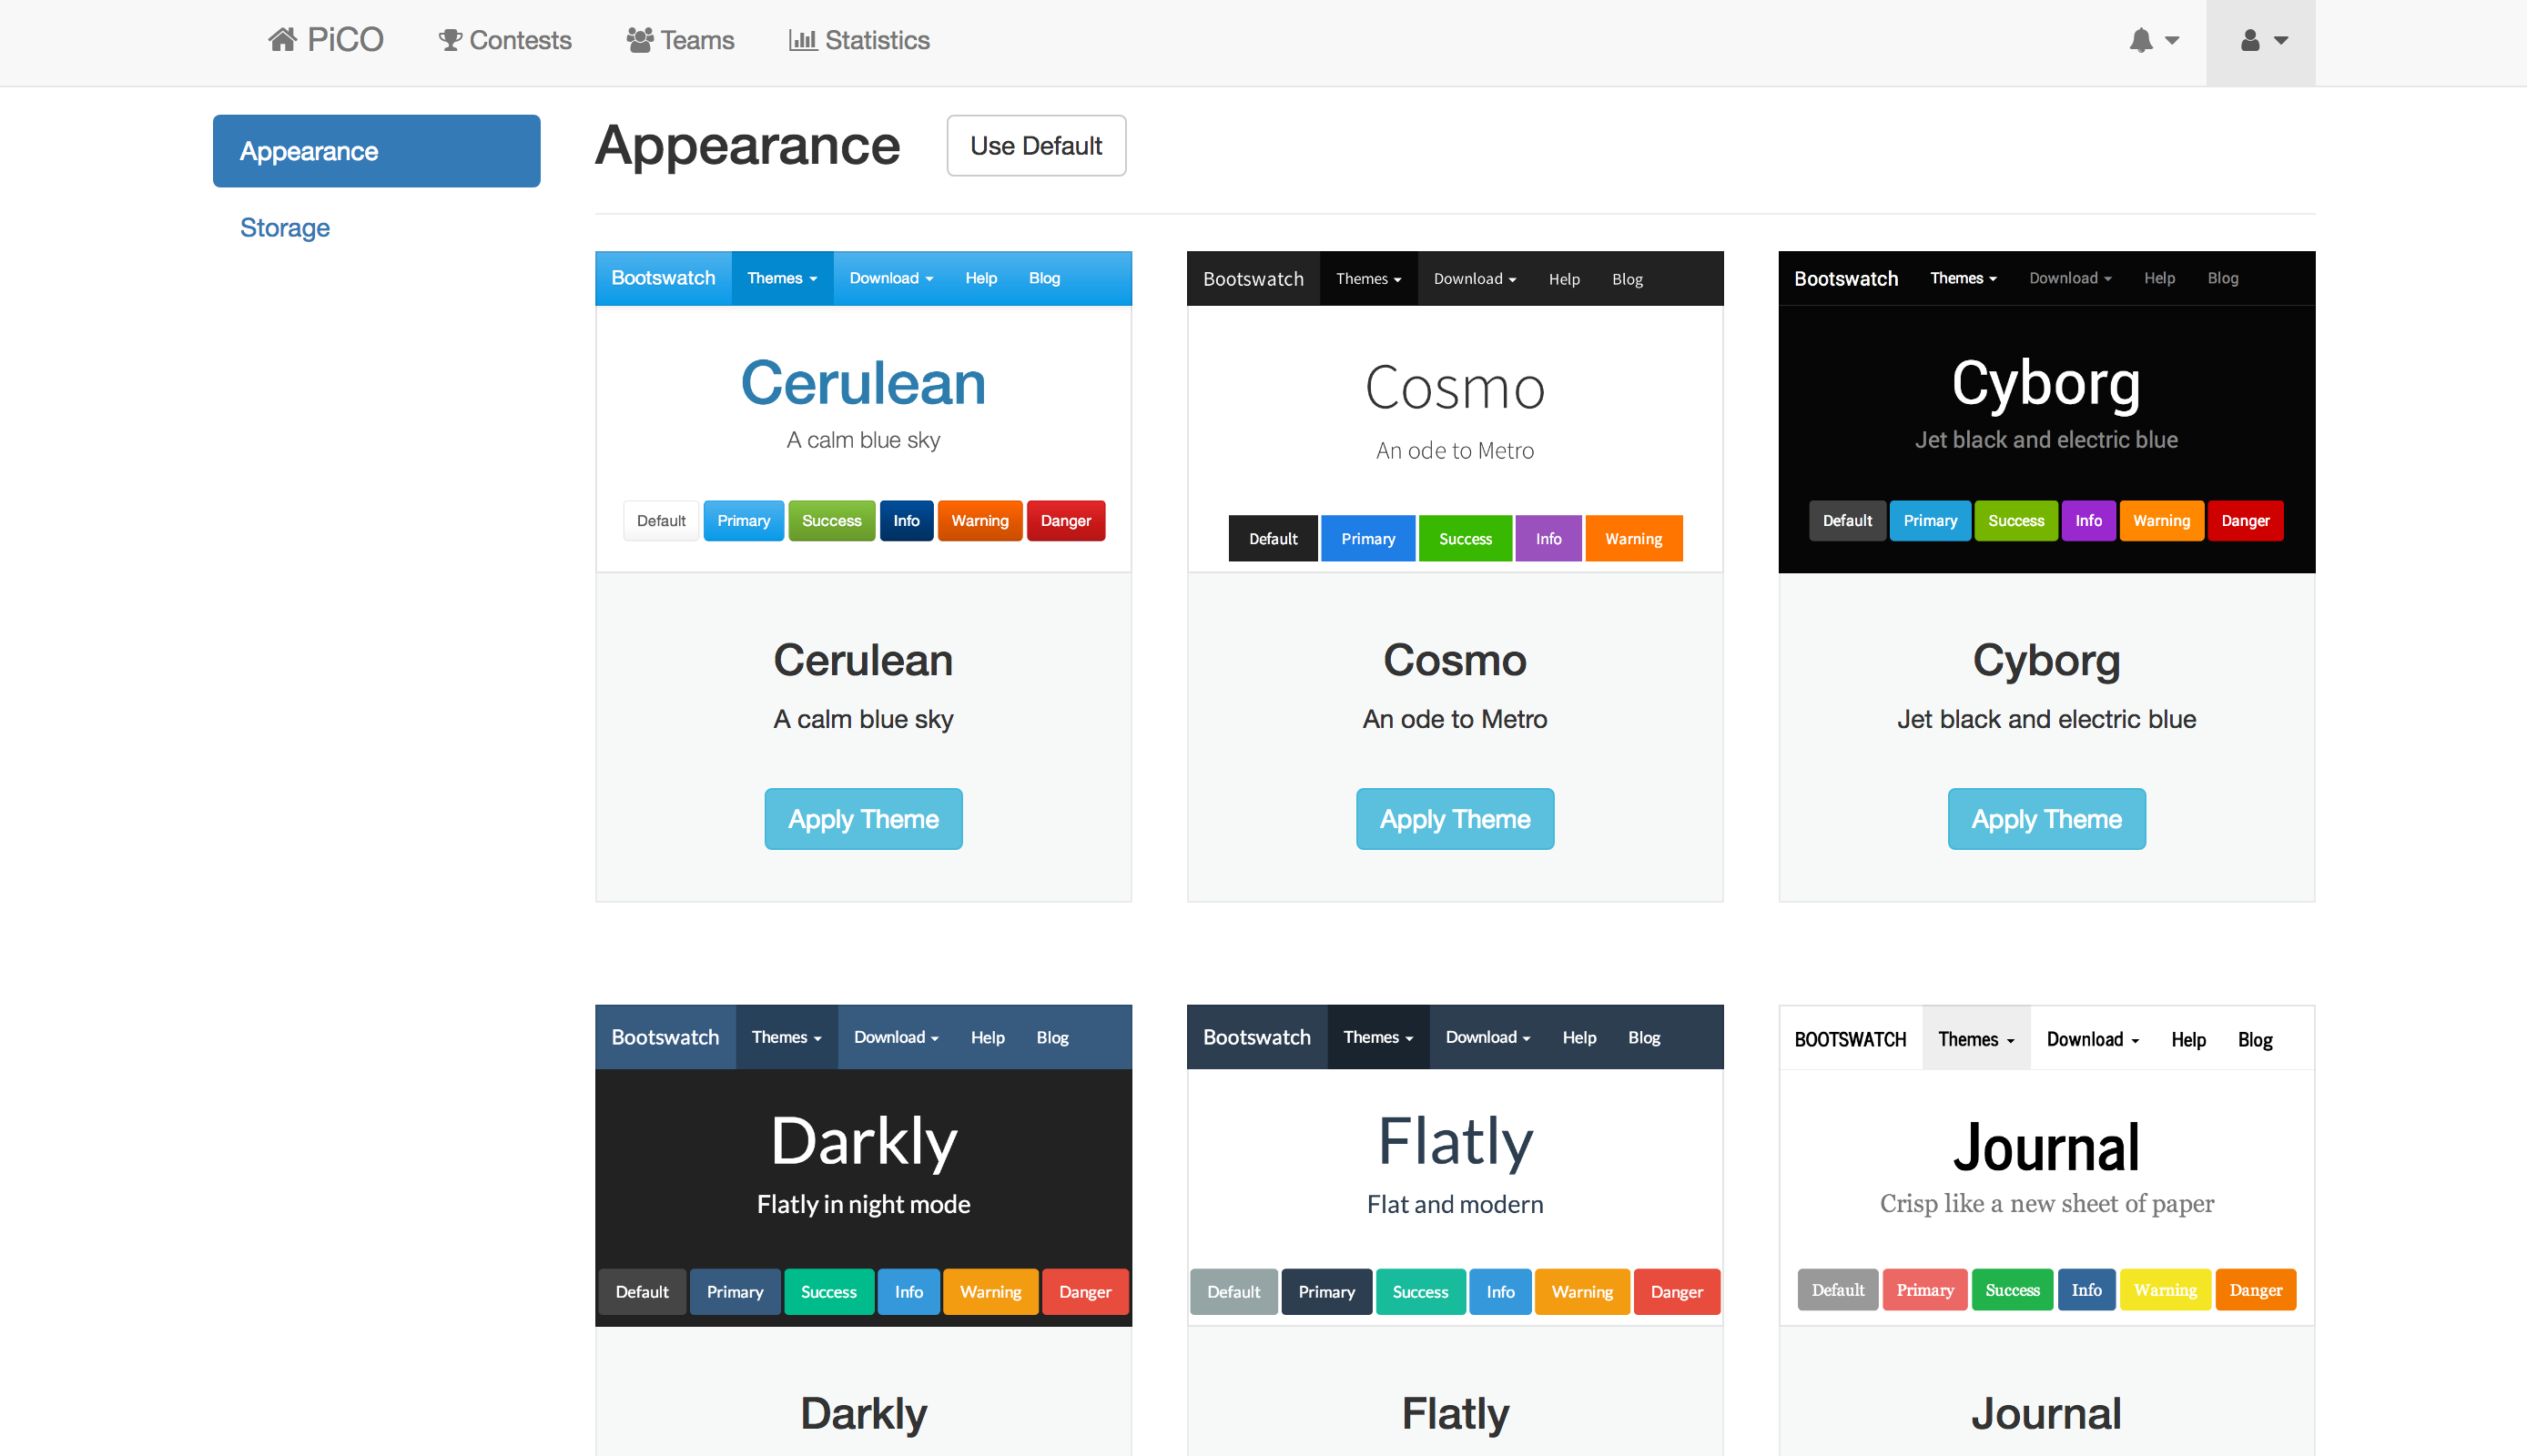 PiCO Contests Teams Statistics
Appearance
Storage
Appearance Use Default
Bootswatch Themes Download Help Blog
Cerulean
A calm blue sky
Default Primary Success Info Warning Danger
Cerulean
A calm blue sky
Apply Theme
Bootswatch Themes Download Help Blog
Cosmo
An ode to Metro
Default Primary Success Info Warning
Cosmo
An ode to Metro
Apply Theme
Bootswatch Themes Download Help Blog
Cyborg
Jet black and electric blue
Default Primary Success Info Warning Danger
Cyborg
Jet black and electric blue
Apply Theme
Bootswatch Themes Download Help Blog
Darkly
Flatly in night mode
Default Primary Success Info Warning Danger
Darkly
Bootswatch Themes Download Help Blog
Flatly
Flat and modern
Default Primary Success Info Warning Danger
Flatly
BOOTSWATCH Themes Download Help Blog
Journal
Crisp like a new sheet of paper
Default Primary Success Info Warning Danger
Journal